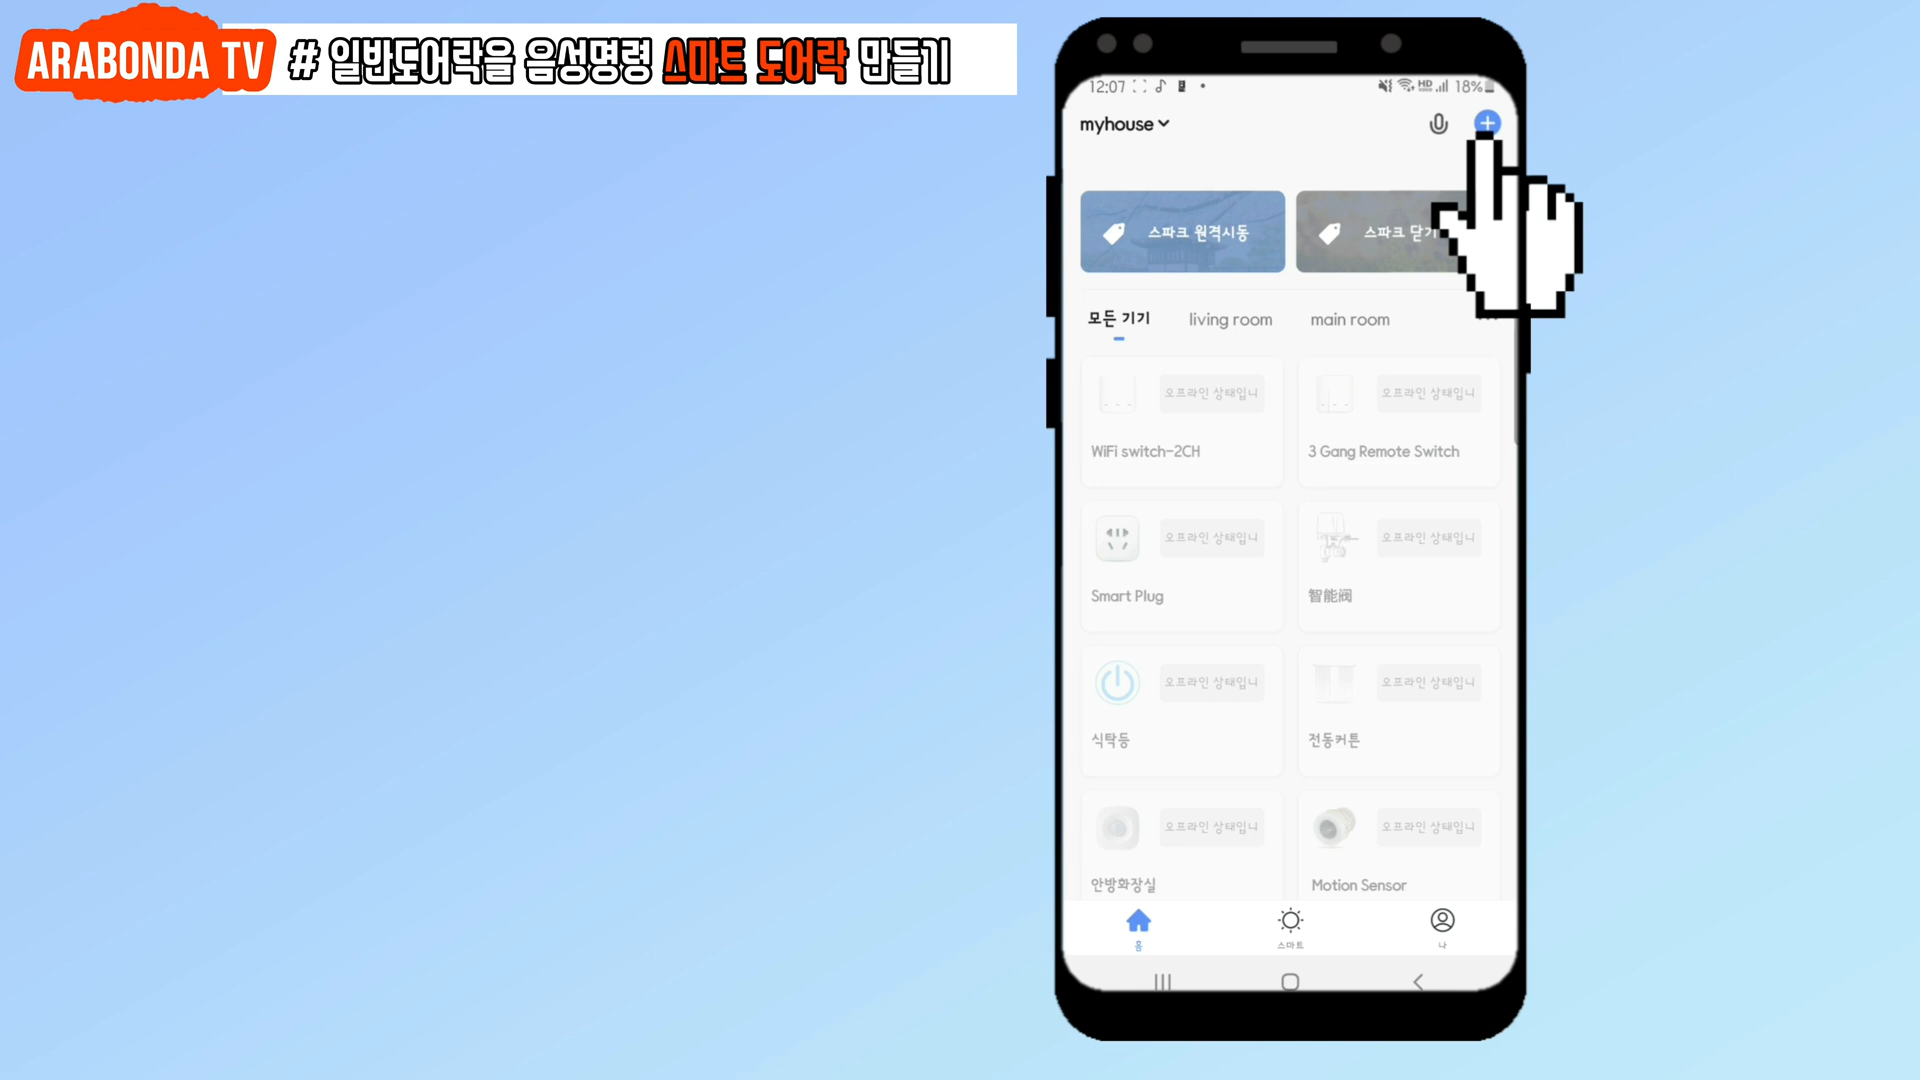 ARABONDA TV # 일반도어락을 음성명령 스마트 도어락 만들기
12:07 HD 18%
myhouse
스파크 원격시동 스파크 닫기
모든 기기 living room main room
오프라인 상태입니 오프라인 상태입니
WiFi switch-2CH 3 Gang Remote Switch
오프라인 상태입니 오프라인 상태입니
Smart Plug 智能阀
오프라인 상태입니 오프라인 상태입니
식탁등 전동커튼
오프라인 상태입니 오프라인 상태입니
안방화장실 Motion Sensor
홈 스마트 나